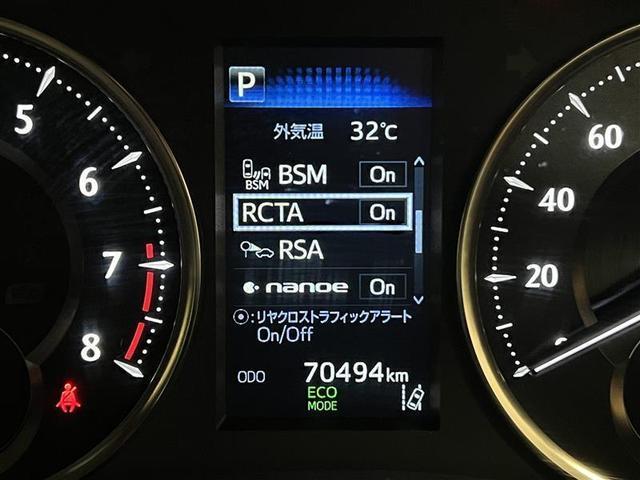 P
外気温 32℃
BSM BSM On
RCTA On
RSA
nanoe On
⦿:リヤクロストラフィックアラート
On/Off
ODO 70494km
ECO
MODE
5
6
7
8
60
40
20
0